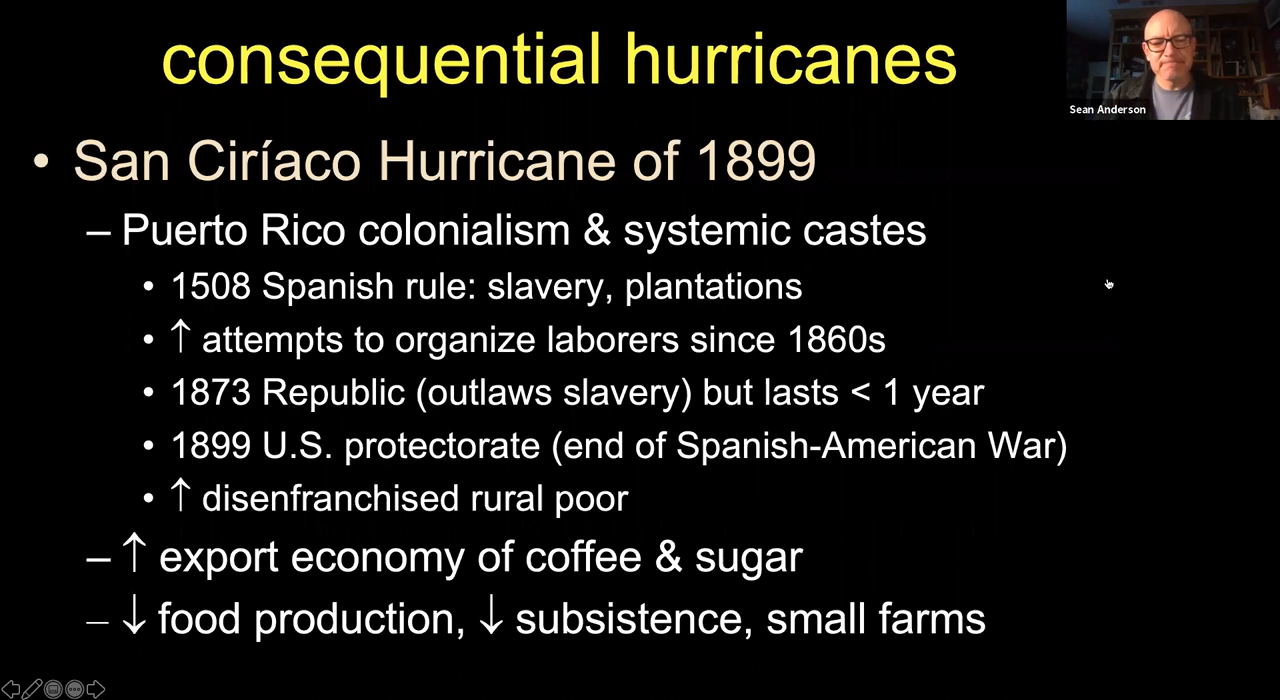 consequential hurricanes
Sean Anderson
• San Ciríaco Hurricane of 1899
– Puerto Rico colonialism & systemic castes
• 1508 Spanish rule: slavery, plantations
• ↑ attempts to organize laborers since 1860s
• 1873 Republic (outlaws slavery) but lasts < 1 year
• 1899 U.S. protectorate (end of Spanish-American War)
• ↑ disenfranchised rural poor
– ↑ export economy of coffee & sugar
– ↓ food production, ↓ subsistence, small farms